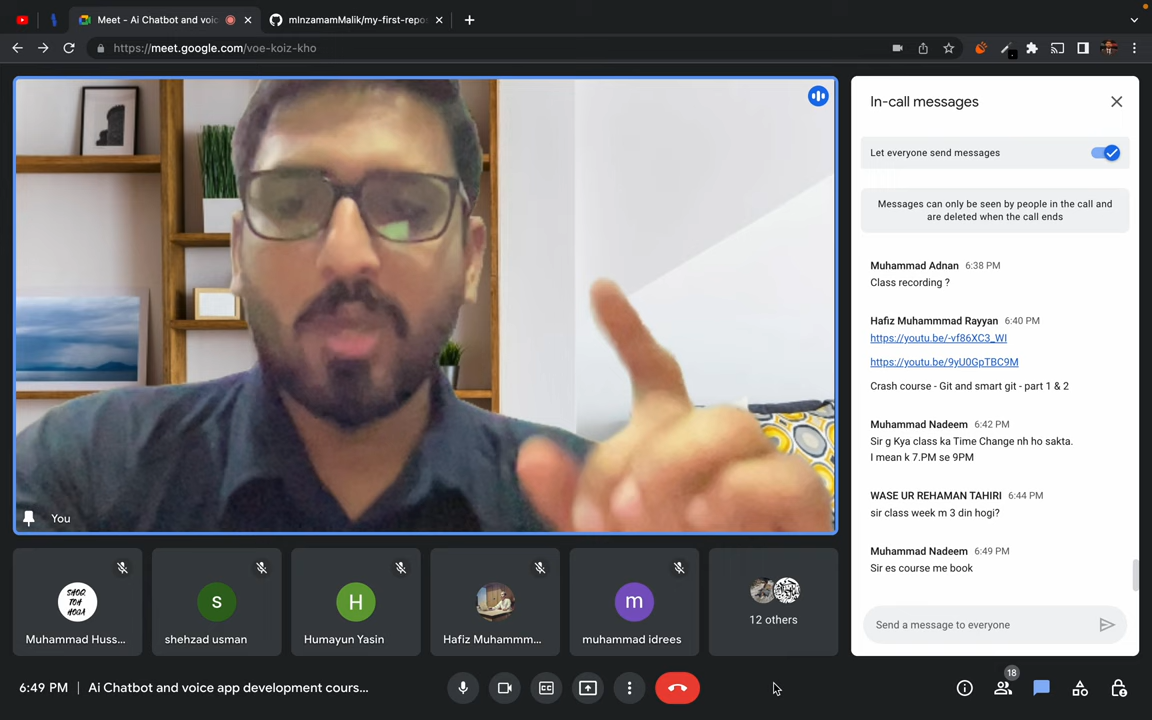 Meet - Ai Chatbot and voic
mInzamamMalik/my-first-repo
https://meet.google.com/voe-koiz-kho
You
SHOR
TOH
HOGA
Muhammad Huss...
s
shehzad usman
H
Humayun Yasin
Hafiz Muhammm...
m
muhammad idrees
12 others
In-call messages
Let everyone send messages
Messages can only be seen by people in the call and
are deleted when the call ends
Muhammad Adnan 6:38 PM
Class recording ?
Hafiz Muhammmad Rayyan 6:40 PM
https://youtu.be/-vf86XC3_WI
https://youtu.be/9yU0GpTBC9M
Crash course - Git and smart git - part 1 & 2
Muhammad Nadeem 6:42 PM
Sir g Kya class ka Time Change nh ho sakta.
I mean k 7.PM se 9PM
WASE UR REHAMAN TAHIRI 6:44 PM
sir class week m 3 din hogi?
Muhammad Nadeem 6:49 PM
Sir es course me book
Send a message to everyone
6:49 PM | Ai Chatbot and voice app development cours...
18